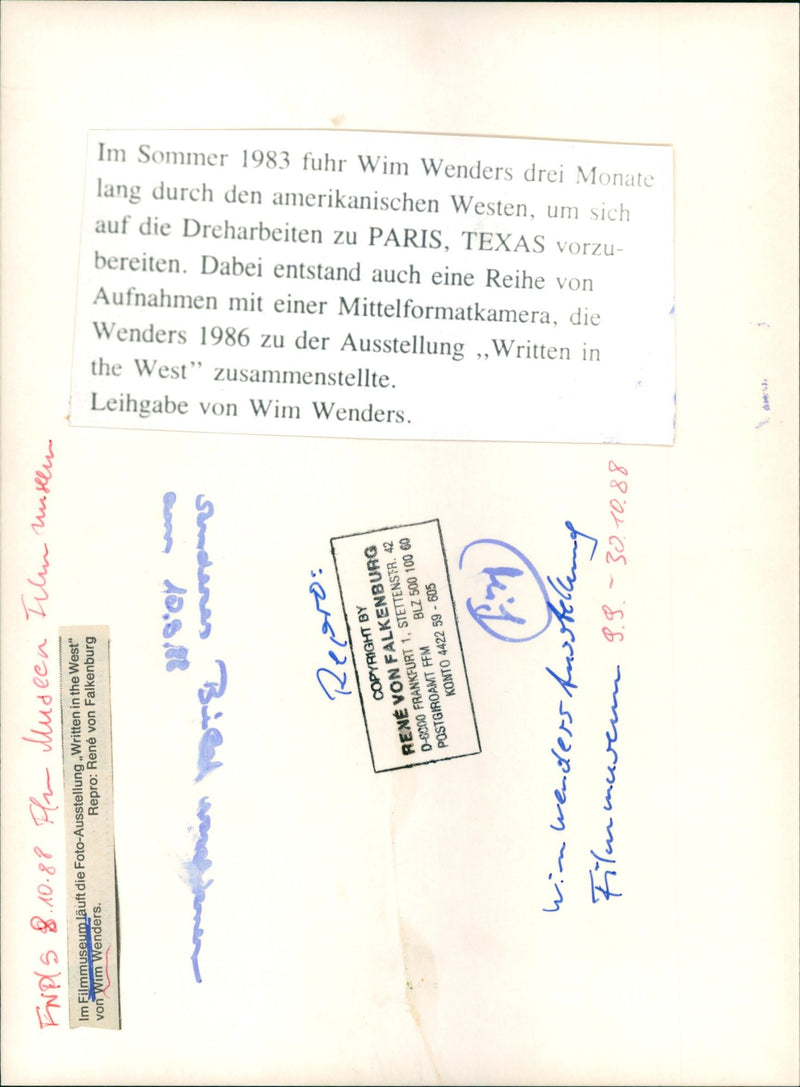 Im Sommer 1983 fuhr Wim Wenders drei Monate
lang durch den amerikanischen Westen, um sich
auf die Dreharbeiten zu PARIS, TEXAS vorzu-
bereiten. Dabei entstand auch eine Reihe von
Aufnahmen mit einer Mittelformatkamera, die
Wenders 1986 zu der Ausstellung „Written in
the West” zusammenstellte.
Leihgabe von Wim Wenders.
8.10.88 Museen Film Museum
Im Filmmuseum läuft die Foto-Ausstellung „Written in the West“
von Wim Wenders.
Repro: René von Falkenburg
Repro:
COPYRIGHT BY
RENÉ VON FALKENBURG
D-6000 FRANKFURT 1, STETTENSTR. 42
POSTGIROAMT FFM BLZ 500 100 60
KONTO 4422 59 - 605
Wim Wenders Ausstellung
Filmmuseum 9.9. - 30.10.88